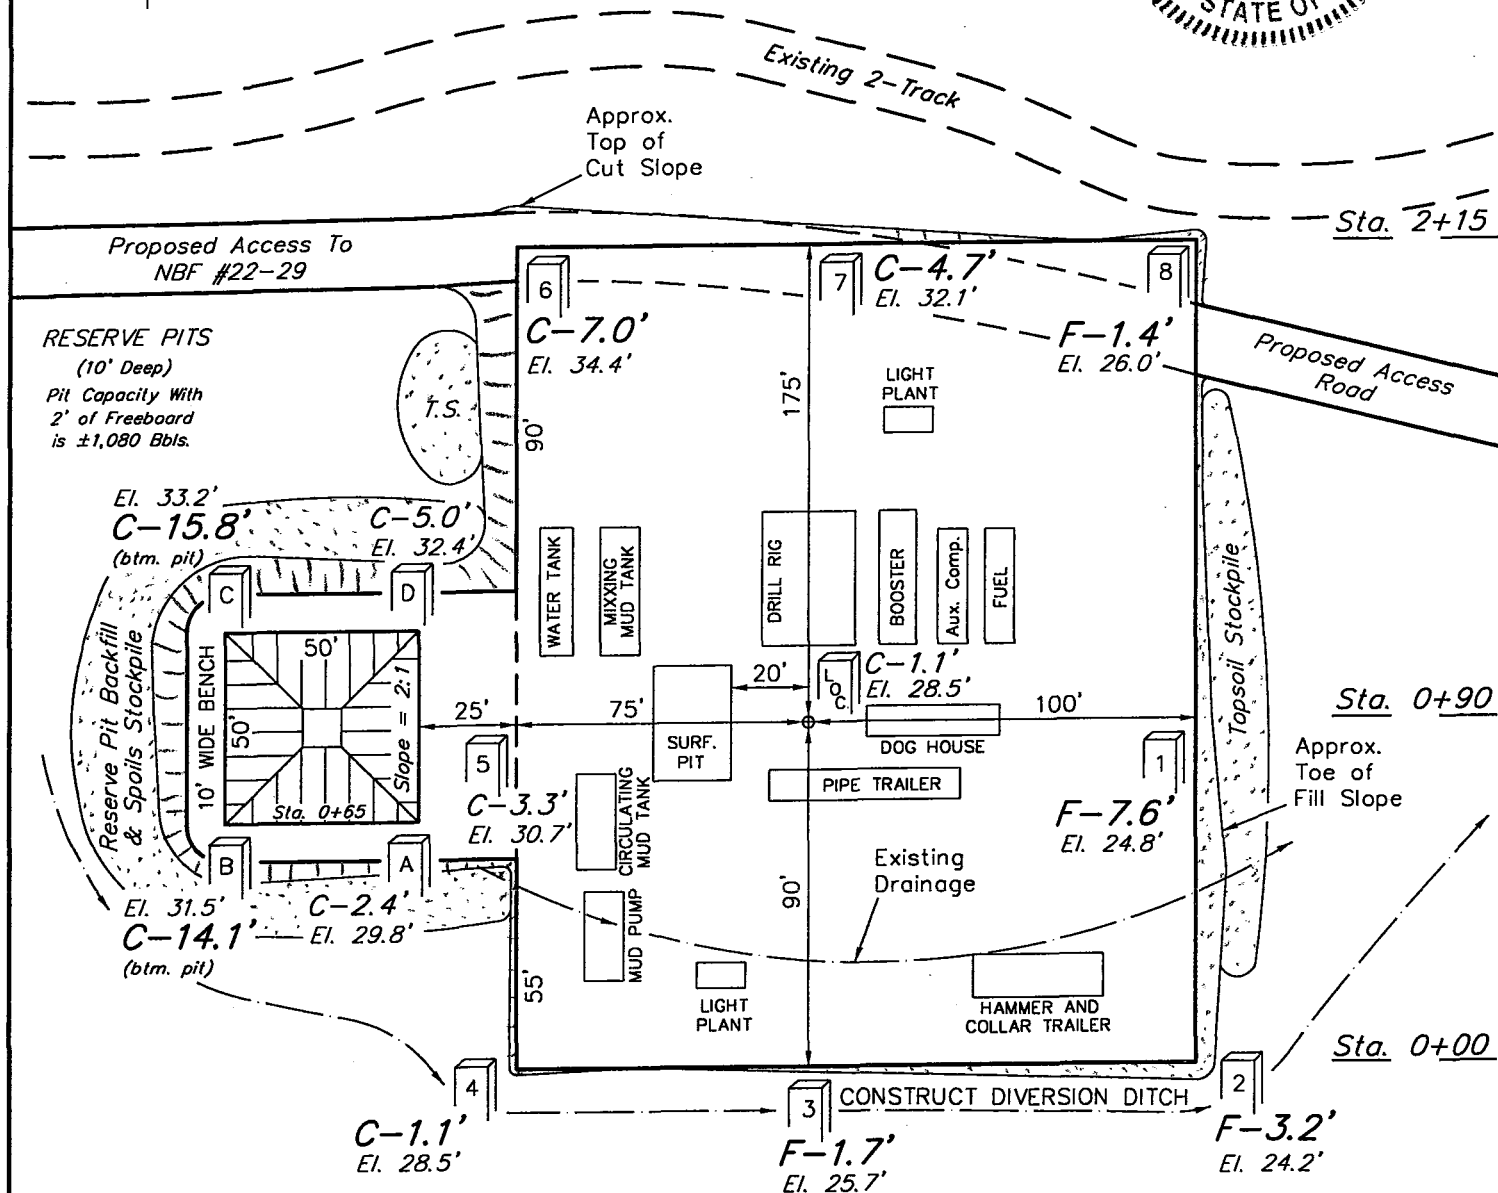 STATE OF
Existing 2-Track
Approx.
Top of
Cut Slope
Sta. 2+15
Proposed Access To
NBF #22-29
6
C-7.0'
El. 34.4'
7
C-4.7'
El. 32.1'
8
F-1.4'
El. 26.0'
Proposed Access
Road
RESERVE PITS
(10' Deep)
Pit Capacity With
2' of Freeboard
is ±1,080 Bbls.
T.S.
90'
175'
LIGHT
PLANT
El. 33.2'
C-15.8'
(btm. pit)
C-5.0'
El. 32.4'
C
D
WATER TANK
MIXXING
MUD TANK
DRILL RIG
BOOSTER
Aux. Comp.
FUEL
Topsoil Stockpile
Reserve Pit Backfill
& Spoils Stockpile
10' WIDE BENCH
50'
50'
Slope = 2:1
Sta. 0+65
25'
75'
20'
LOC.
C-1.1'
El. 28.5'
100'
Sta. 0+90
SURF.
PIT
DOG HOUSE
PIPE TRAILER
5
C-3.3'
El. 30.7'
1
F-7.6'
El. 24.8'
Approx.
Toe of
Fill Slope
CIRCULATING
MUD TANK
B
A
El. 31.5'
C-14.1'
(btm. pit)
C-2.4'
El. 29.8'
Existing
Drainage
90'
MUD PUMP
55'
LIGHT
PLANT
HAMMER AND
COLLAR TRAILER
Sta. 0+00
4
C-1.1'
El. 28.5'
3
F-1.7'
El. 25.7'
CONSTRUCT DIVERSION DITCH
2
F-3.2'
El. 24.2'